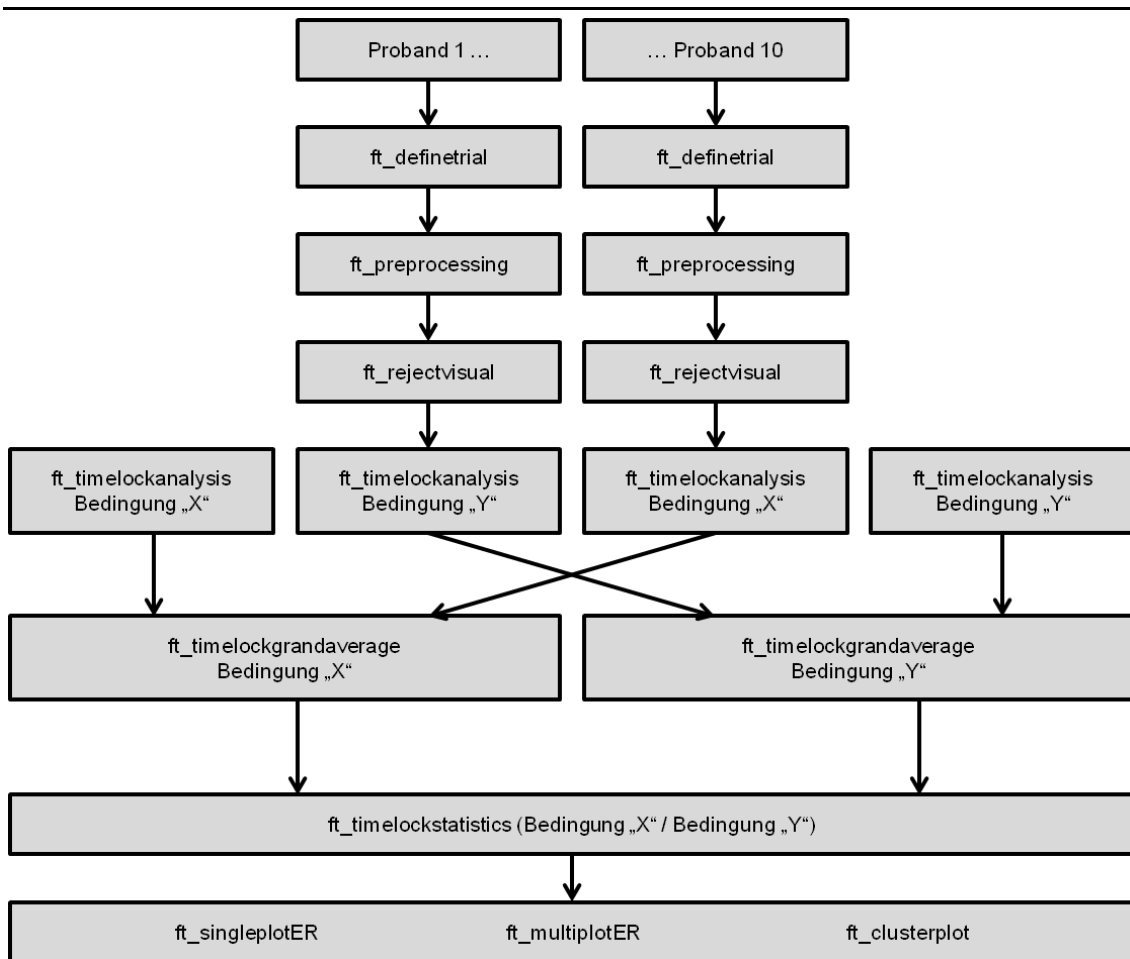 Proband 1 …
… Proband 10
ft_definetrial
ft_definetrial
ft_preprocessing
ft_preprocessing
ft_rejectvisual
ft_rejectvisual
ft_timelockanalysis
Bedingung „X“
ft_timelockanalysis
Bedingung „Y“
ft_timelockanalysis
Bedingung „X“
ft_timelockanalysis
Bedingung „Y“
ft_timelockgrandaverage
Bedingung „X“
ft_timelockgrandaverage
Bedingung „Y“
ft_timelockstatistics (Bedingung „X“ / Bedingung „Y“)
ft_singleplotER
ft_multiplotER
ft_clusterplot